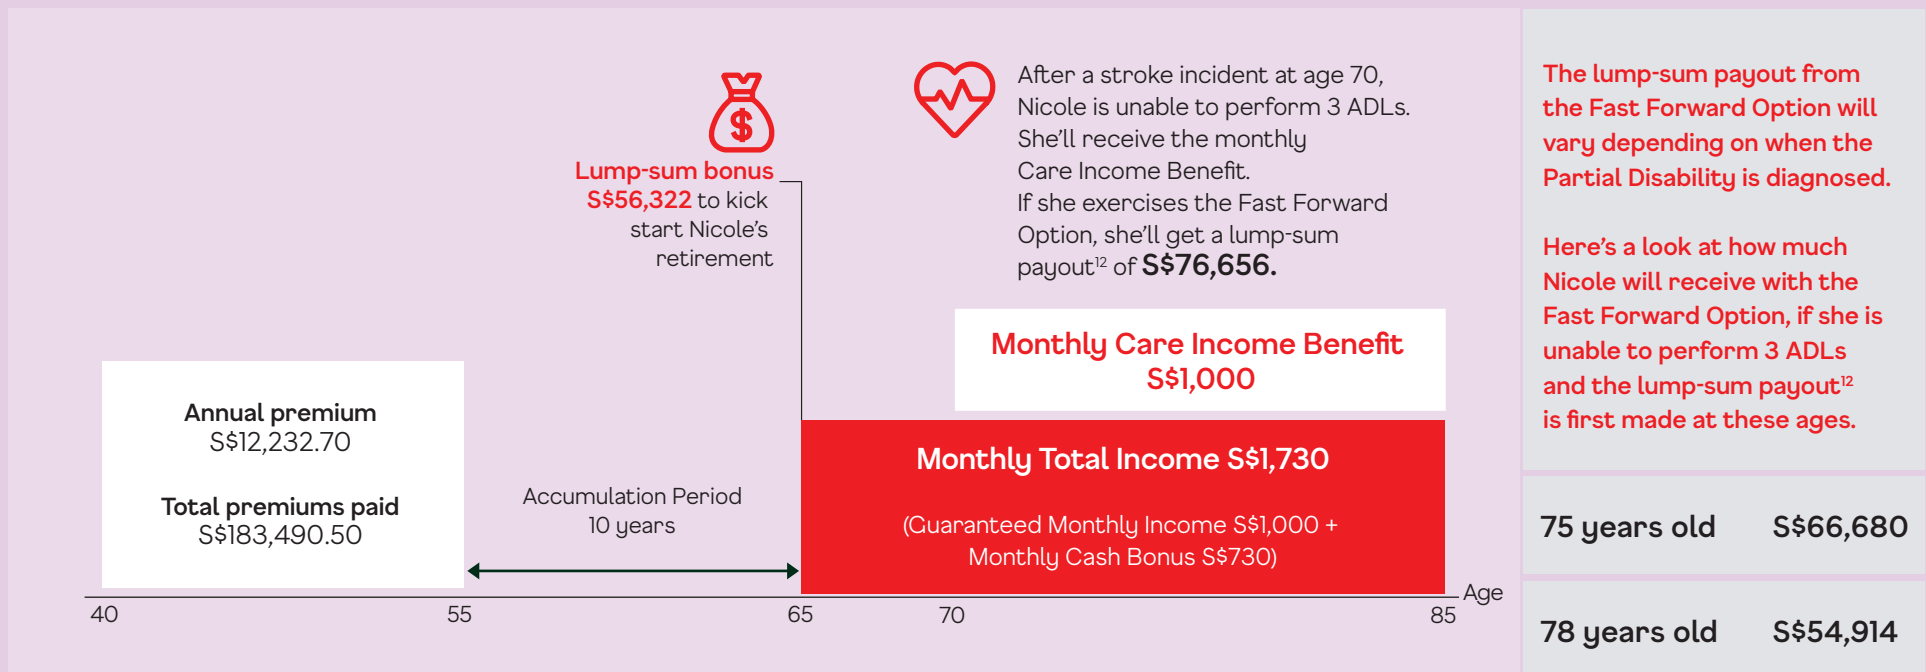 Lump-sum bonus
S$56,322 to kick
start Nicole's
retirement
After a stroke incident at age 70,
Nicole is unable to perform 3 ADLs.
She'll receive the monthly
Care Income Benefit.
If she exercises the Fast Forward
Option, she'll get a lump-sum
payout¹² of S$76,656.
Monthly Care Income Benefit
S$1,000
Annual premium
S$12,232.70
Total premiums paid
S$183,490.50
Accumulation Period
10 years
Monthly Total Income S$1,730
(Guaranteed Monthly Income S$1,000 +
Monthly Cash Bonus S$730)
Age
40 55 65 70 85
The lump-sum payout from
the Fast Forward Option will
vary depending on when the
Partial Disability is diagnosed.
Here's a look at how much
Nicole will receive with the
Fast Forward Option, if she is
unable to perform 3 ADLs
and the lump-sum payout¹²
is first made at these ages.
75 years old S$66,680
78 years old S$54,914